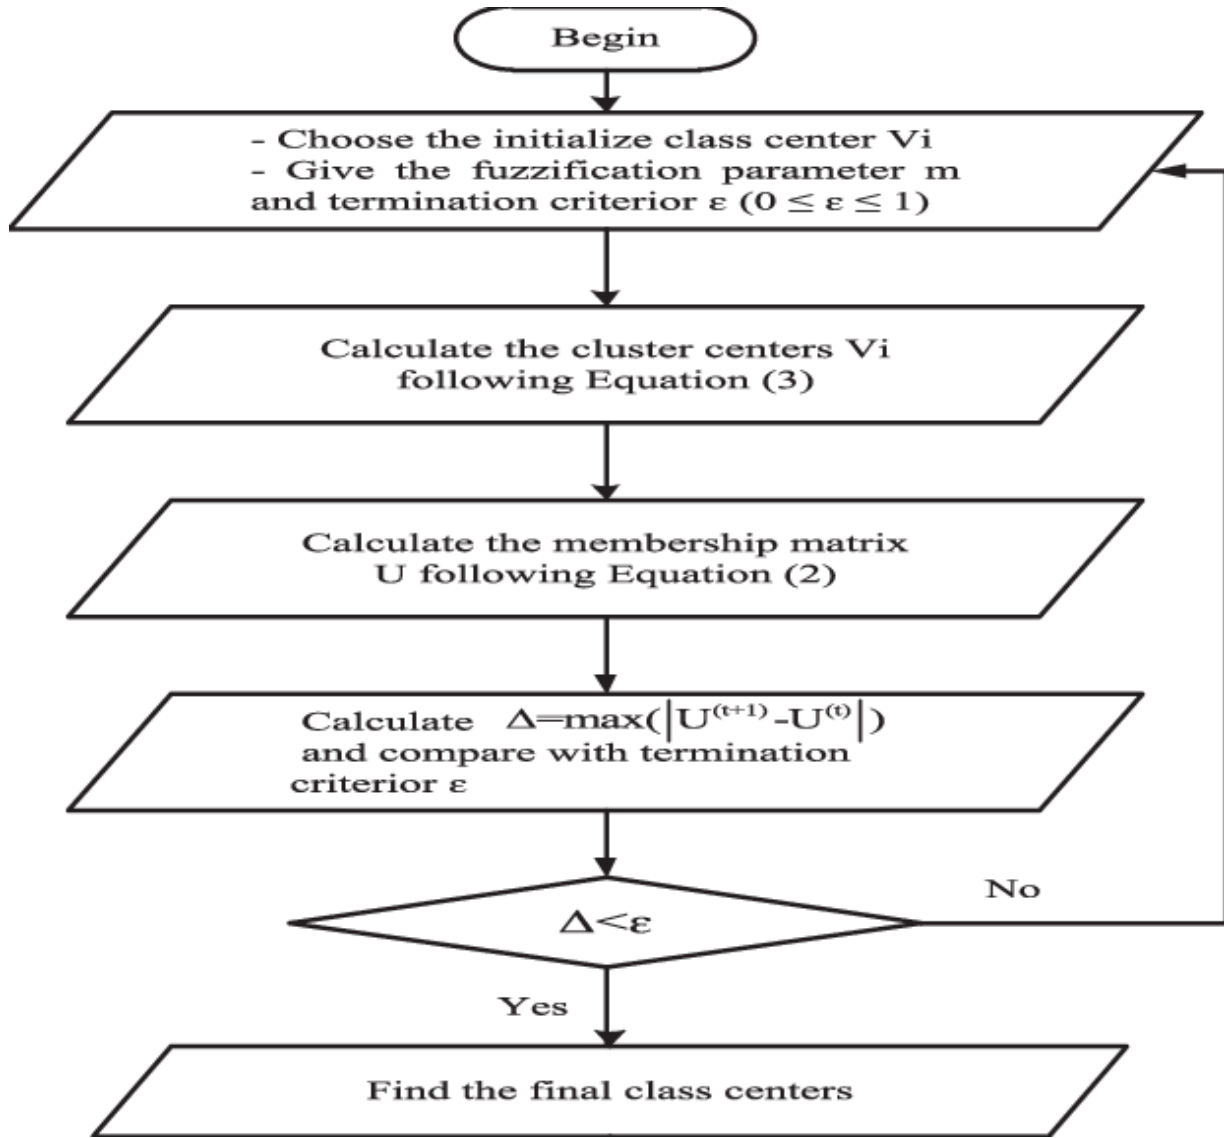 Begin
- Choose the initialize class center Vi
- Give the fuzzification parameter m
and termination criterior ε (0 ≤ ε ≤ 1)
Calculate the cluster centers Vi
following Equation (3)
Calculate the membership matrix
U following Equation (2)
Calculate Δ=max(|U^(t+1)-U^(t)|)
and compare with termination
criterior ε
No
Δ<ε
Yes
Find the final class centers